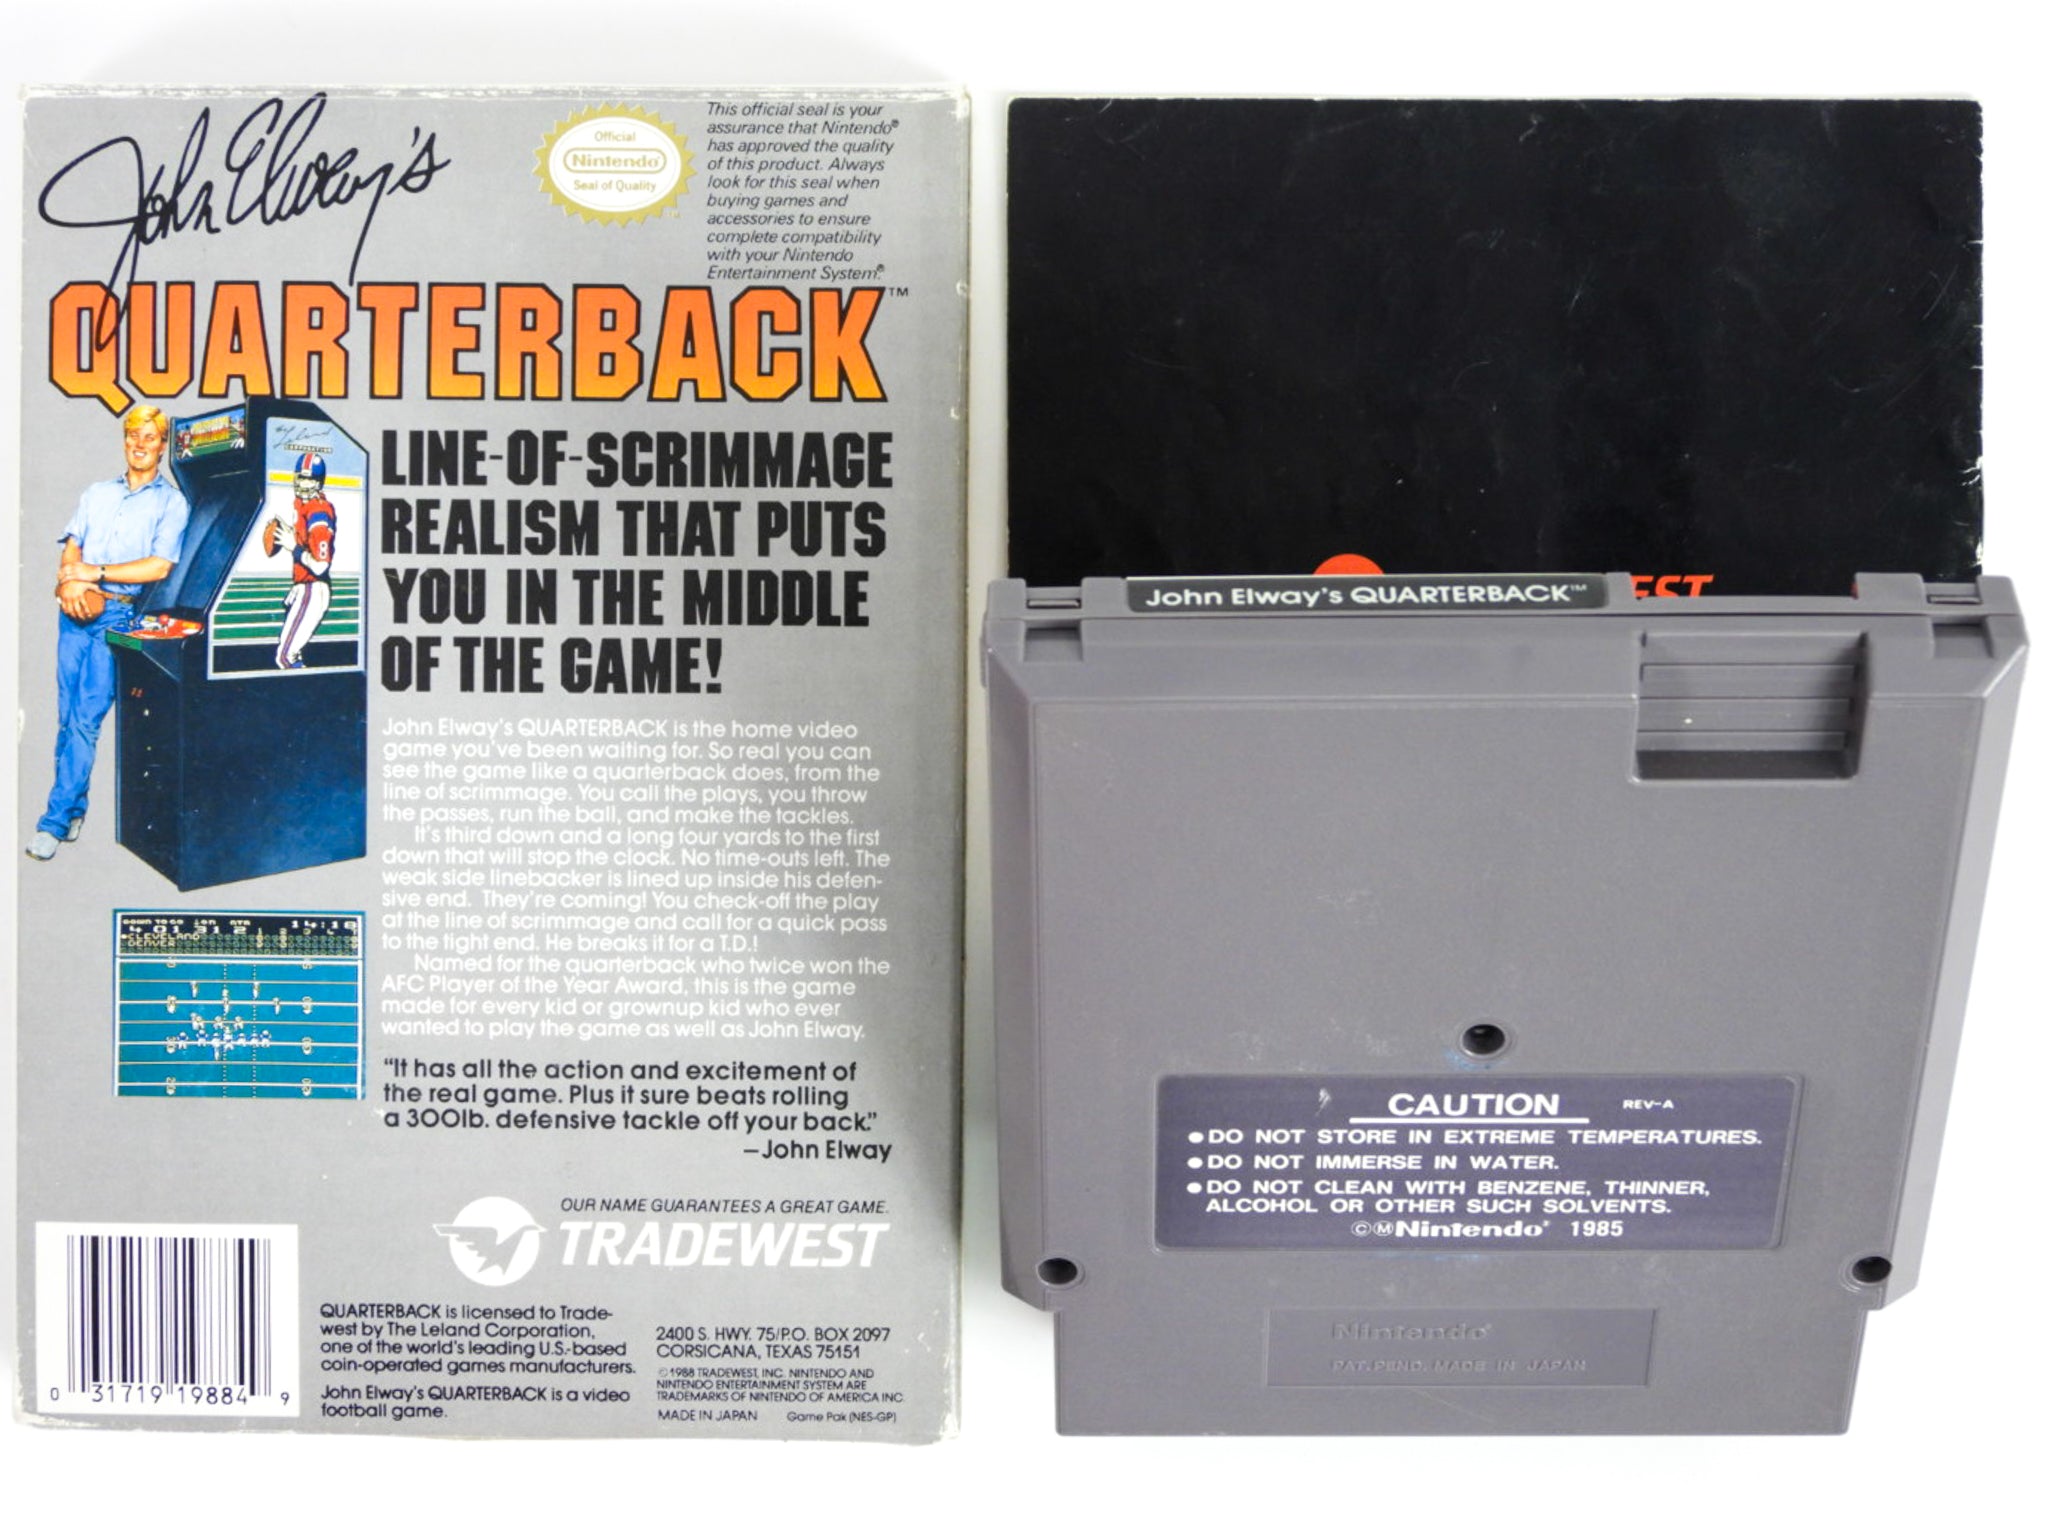 John Elway's
Official
Nintendo®
Seal of Quality
This official seal is your
assurance that Nintendo®
has approved the quality
of this product. Always
look for this seal when
buying games and
accessories to ensure
complete compatibility
with your Nintendo
Entertainment System®.
QUARTERBACK™
LINE-OF-SCRIMMAGE
REALISM THAT PUTS
YOU IN THE MIDDLE
OF THE GAME!
John Elway's QUARTERBACK is the home video
game you've been waiting for. So real you can
see the game like a quarterback does, from the
line of scrimmage. You call the plays, you throw
the passes, run the ball, and make the tackles.
It's third down and a long four yards to the first
down that will stop the clock. No time-outs left. The
weak side linebacker is lined up inside his defen-
sive end. They're coming! You check-off the play
at the line of scrimmage and call for a quick pass
to the tight end. He breaks it for a T.D.!
Named for the quarterback who twice won the
AFC Player of the Year Award, this is the game
made for every kid or grownup kid who ever
wanted to play the game as well as John Elway.
"It has all the action and excitement of
the real game. Plus it sure beats rolling
a 300lb. defensive tackle off your back."
—John Elway
Leland
CORPORATION
8
DOWN TO GO
14:18
CLEVELAND
DENVER
OUR NAME GUARANTEES A GREAT GAME.
TRADEWEST
0 31719 19884 9
QUARTERBACK is licensed to Trade-
west by The Leland Corporation,
one of the world's leading U.S.-based
coin-operated games manufacturers.
John Elway's QUARTERBACK is a video
football game.
2400 S. HWY. 75/P.O. BOX 2097
CORSICANA, TEXAS 75151
©1988 TRADEWEST, INC. NINTENDO AND
NINTENDO ENTERTAINMENT SYSTEM ARE
TRADEMARKS OF NINTENDO OF AMERICA INC.
MADE IN JAPAN Game Pak (NES-GP)
EST
John Elway's QUARTERBACK™
CAUTION REV-A
●DO NOT STORE IN EXTREME TEMPERATURES.
●DO NOT IMMERSE IN WATER.
●DO NOT CLEAN WITH BENZENE, THINNER,
ALCOHOL OR OTHER SUCH SOLVENTS.
©ⓂNintendo® 1985
Nintendo®
PAT. PEND. MADE IN JAPAN